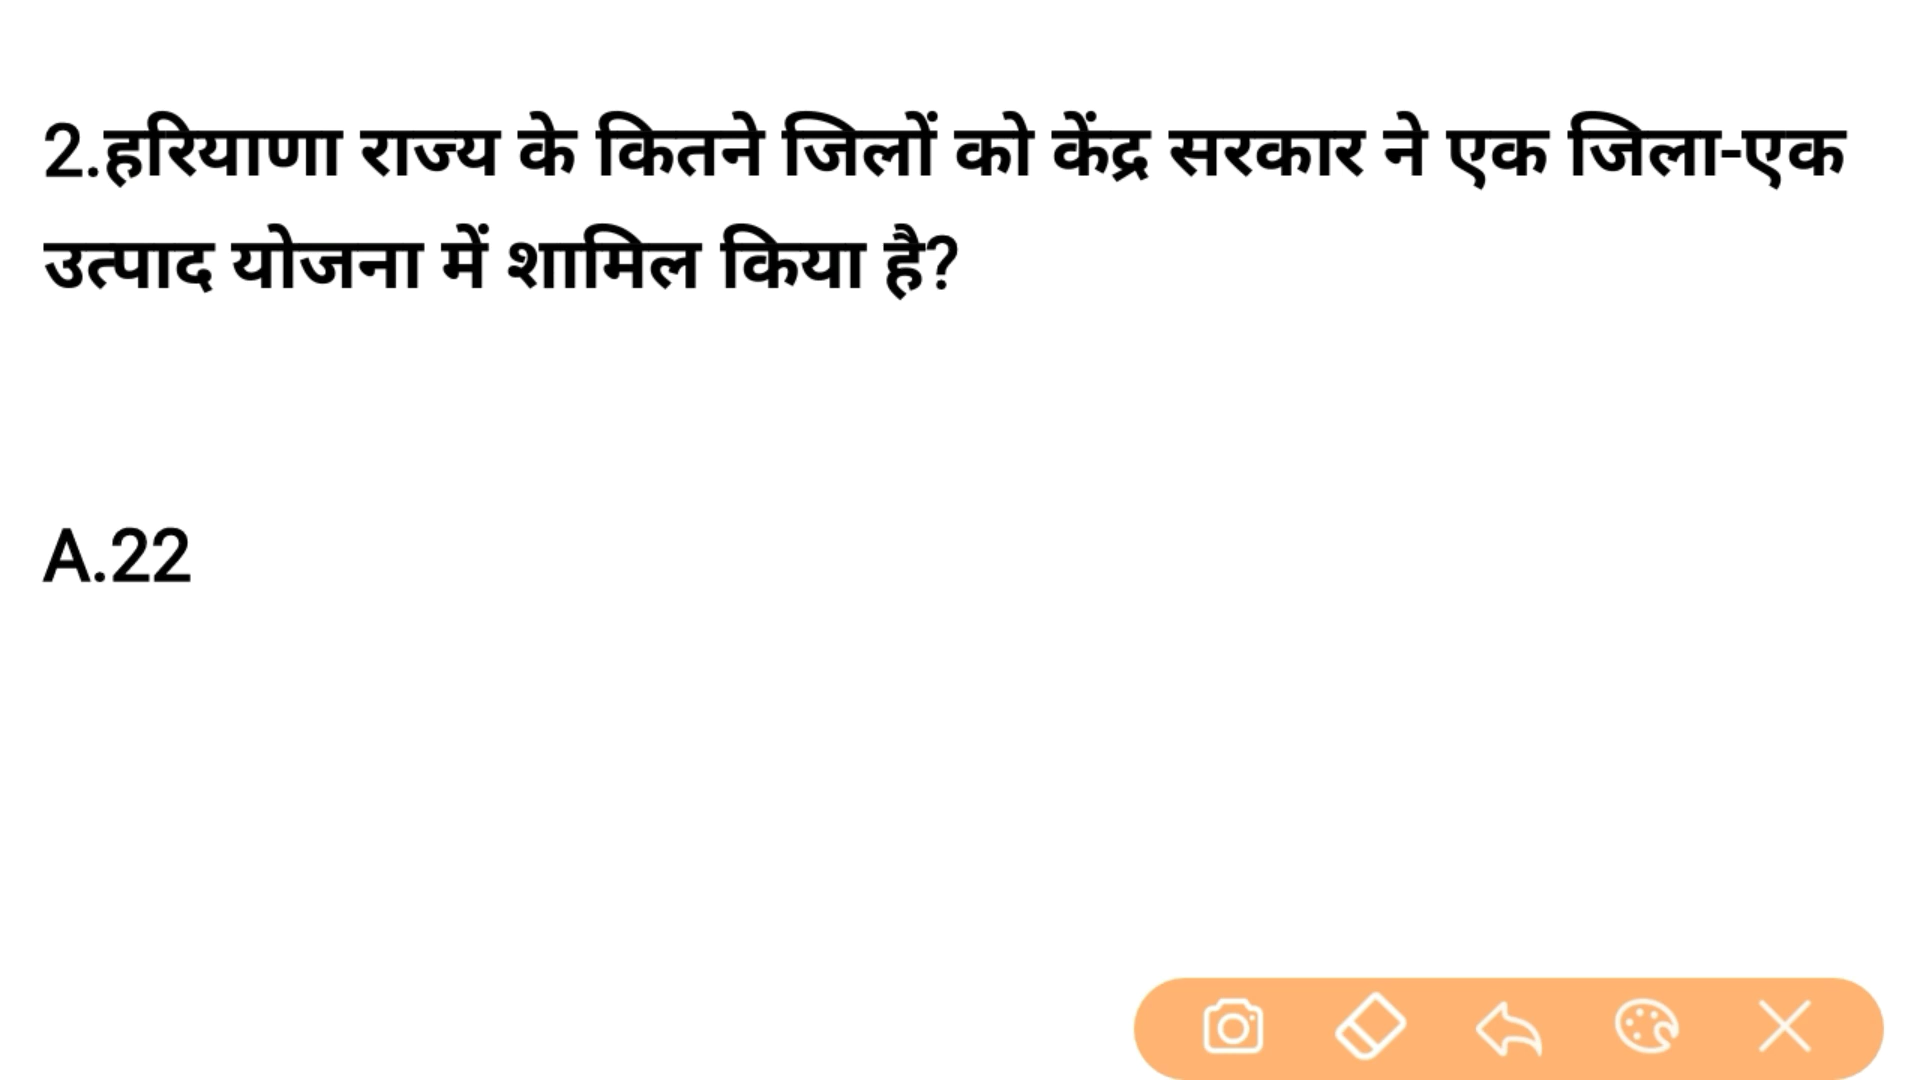 2.हरियाणा राज्य के कितने जिलों को केंद्र सरकार ने एक जिला-एक
उत्पाद योजना में शामिल किया है?
A.22